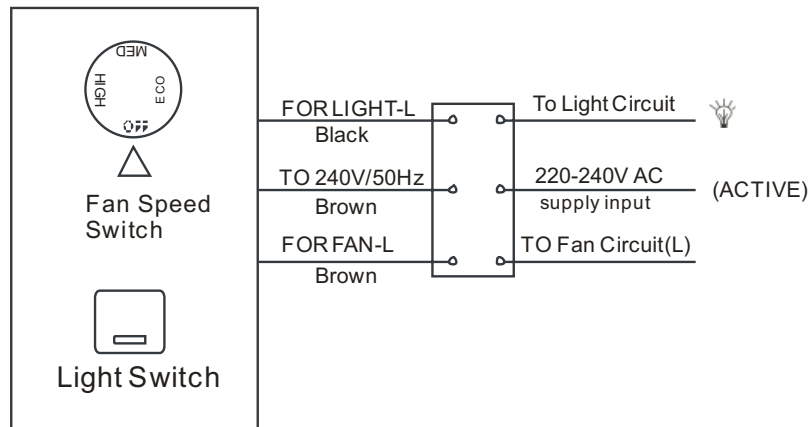 MED
HIGH
ECO
OFF
Fan Speed
Switch
Light Switch
FOR LIGHT-L
Black
TO 240V/50Hz
Brown
FOR FAN-L
Brown
To Light Circuit
220-240V AC
supply input
(ACTIVE)
TO Fan Circuit(L)